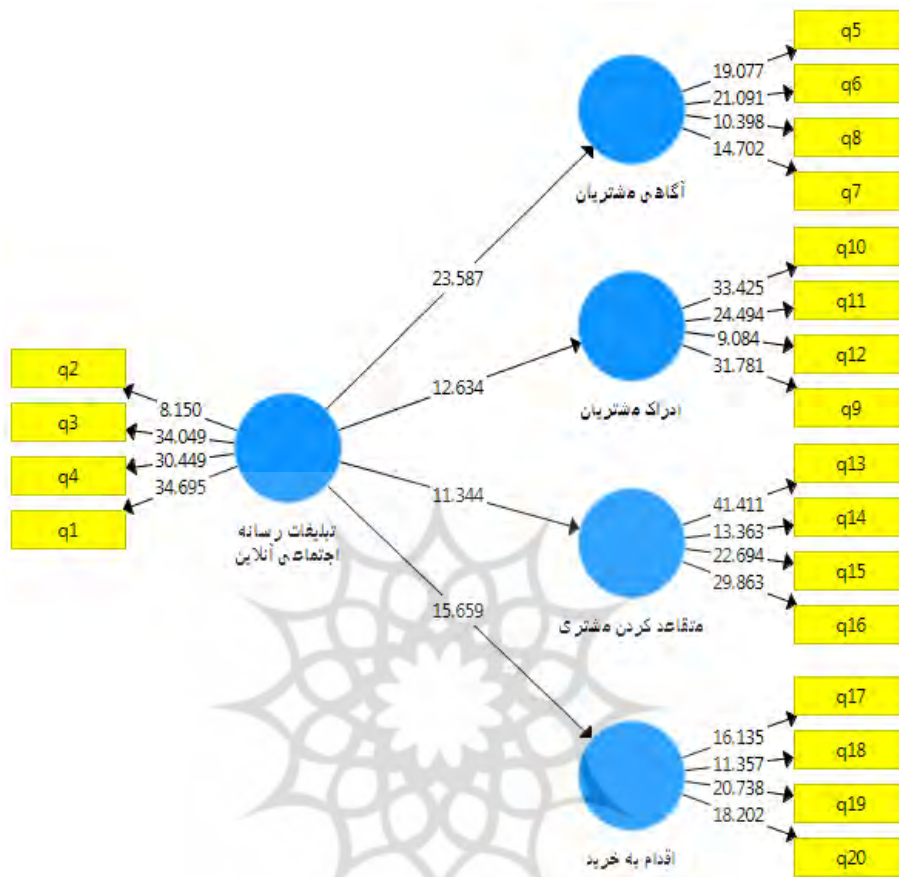 q5
19.077
q6
21.091
10.398
q8
14.702
q7
آگاهی مشتریان
q10
33.425
q11
24.494
9.084
q12
31.781
q9
ادراک مشتریان
23.587
12.634
11.344
15.659
q2
8.150
q3
34.049
30.449
q4
34.695
q1
تبلیغات رسانه
اجتماعی آنلاین
q13
41.411
13.363
q14
22.694
q15
29.863
q16
متقاعد کردن مشتری
q17
16.135
q18
11.357
20.738
q19
18.202
q20
اقدام به خرید